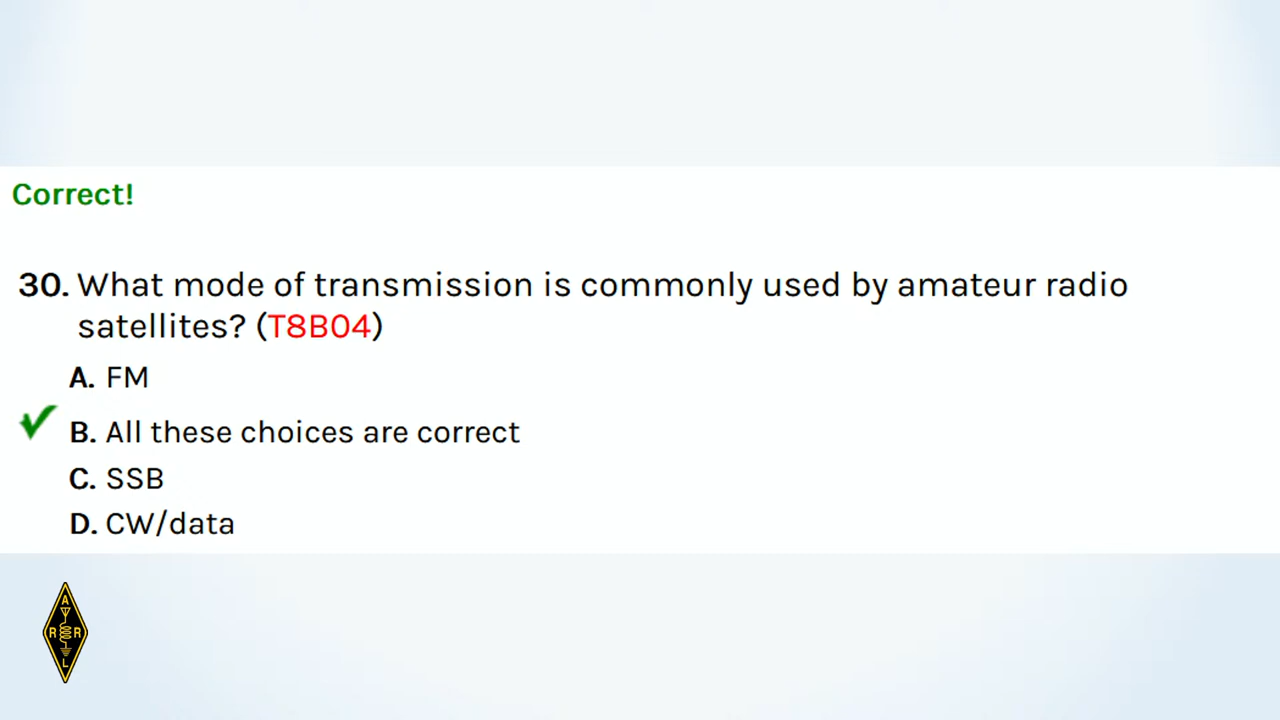 Correct!
30. What mode of transmission is commonly used by amateur radio
satellites? (T8B04)
A. FM
B. All these choices are correct
C. SSB
D. CW/data
A
R R
L